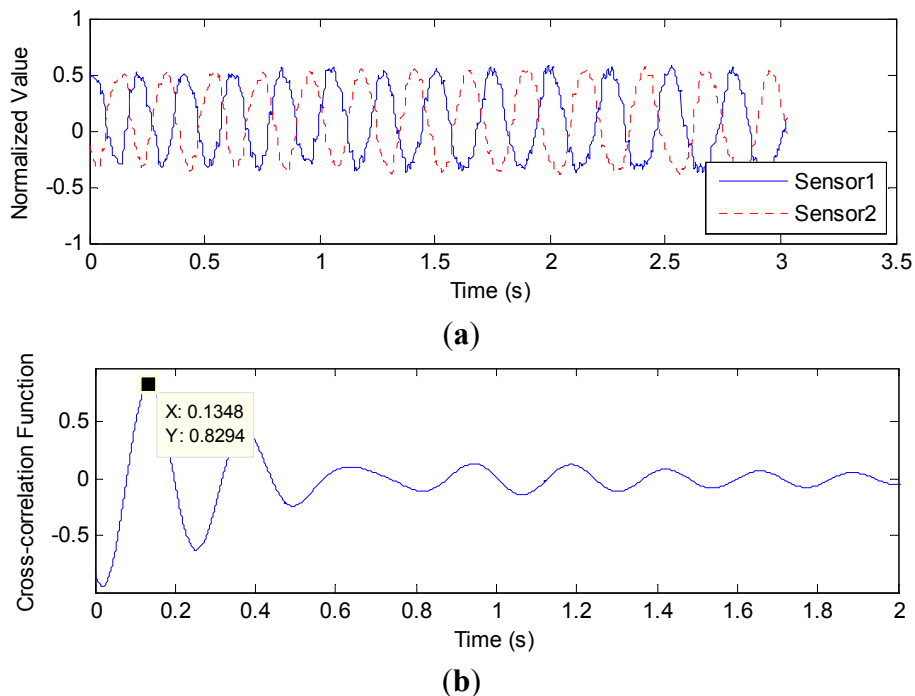 1
0.5
0
-0.5
-1
Normalized Value
Sensor1
Sensor2
0 0.5 1 1.5 2 2.5 3 3.5
Time (s)
(a)
0.5
0
-0.5
Cross-correlation Function
X: 0.1348
Y: 0.8294
0 0.2 0.4 0.6 0.8 1 1.2 1.4 1.6 1.8 2
Time (s)
(b)